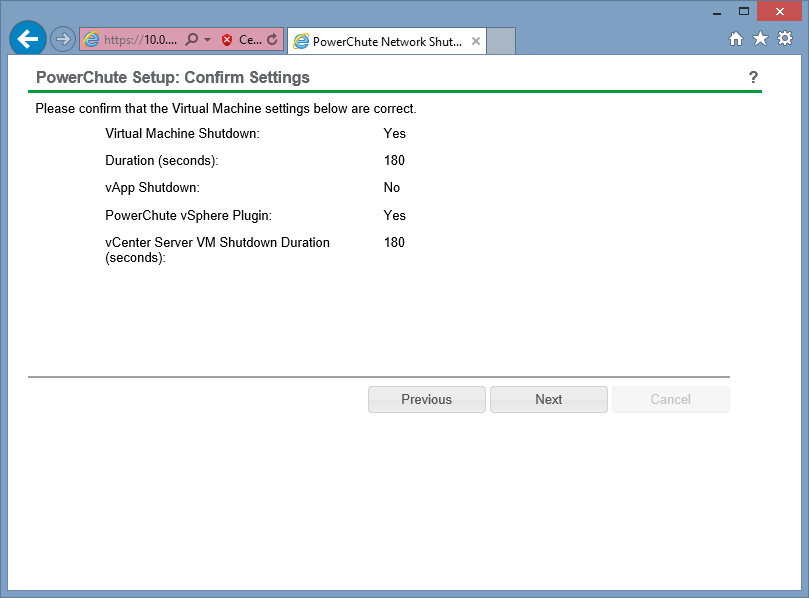 https://10.0.... Ce... PowerChute Network Shut...
PowerChute Setup: Confirm Settings ?
Please confirm that the Virtual Machine settings below are correct.
Virtual Machine Shutdown: Yes
Duration (seconds): 180
vApp Shutdown: No
PowerChute vSphere Plugin: Yes
vCenter Server VM Shutdown Duration 180
(seconds):
Previous Next Cancel